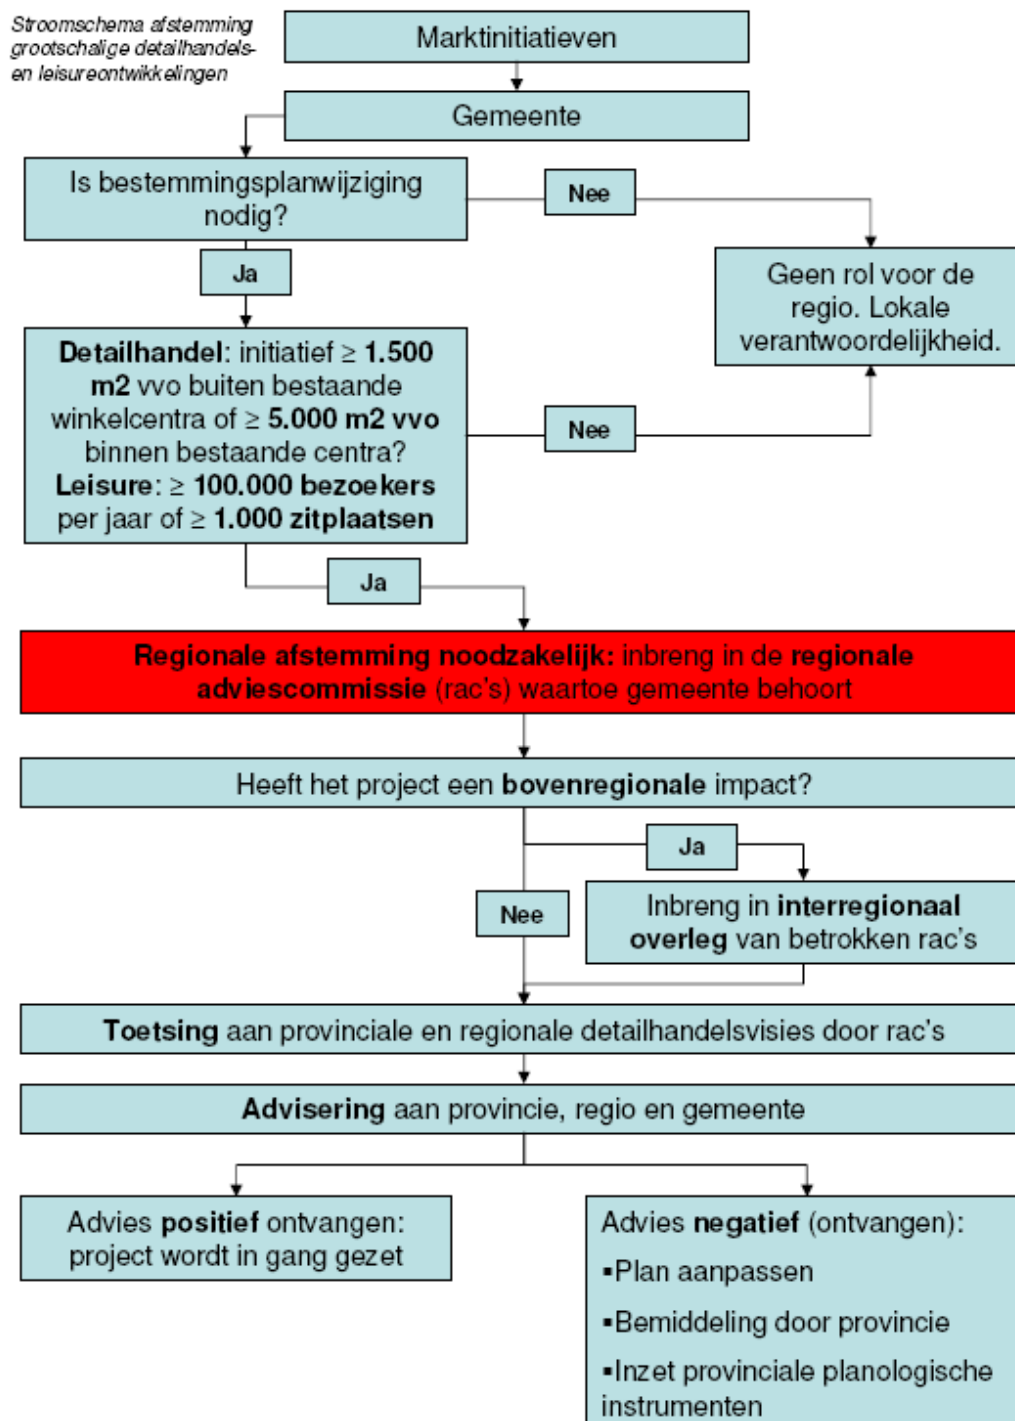 Stroomschema afstemming
grootschalige detailhandels-
en leisureontwikkelingen
Marktinitiatieven
Gemeente
Is bestemmingsplanwijziging
nodig?
Nee
Ja
Geen rol voor de
regio. Lokale
verantwoordelijkheid.
Detailhandel: initiatief ≥ 1.500
m2 vvo buiten bestaande
winkelcentra of ≥ 5.000 m2 vvo
binnen bestaande centra?
Leisure: ≥ 100.000 bezoekers
per jaar of ≥ 1.000 zitplaatsen
Nee
Ja
Regionale afstemming noodzakelijk: inbreng in de regionale
adviescommissie (rac's) waartoe gemeente behoort
Heeft het project een bovenregionale impact?
Ja
Nee
Inbreng in interregionaal
overleg van betrokken rac's
Toetsing aan provinciale en regionale detailhandelsvisies door rac's
Advisering aan provincie, regio en gemeente
Advies positief ontvangen:
project wordt in gang gezet
Advies negatief (ontvangen):
▪Plan aanpassen
▪Bemiddeling door provincie
▪Inzet provinciale planologische
instrumenten